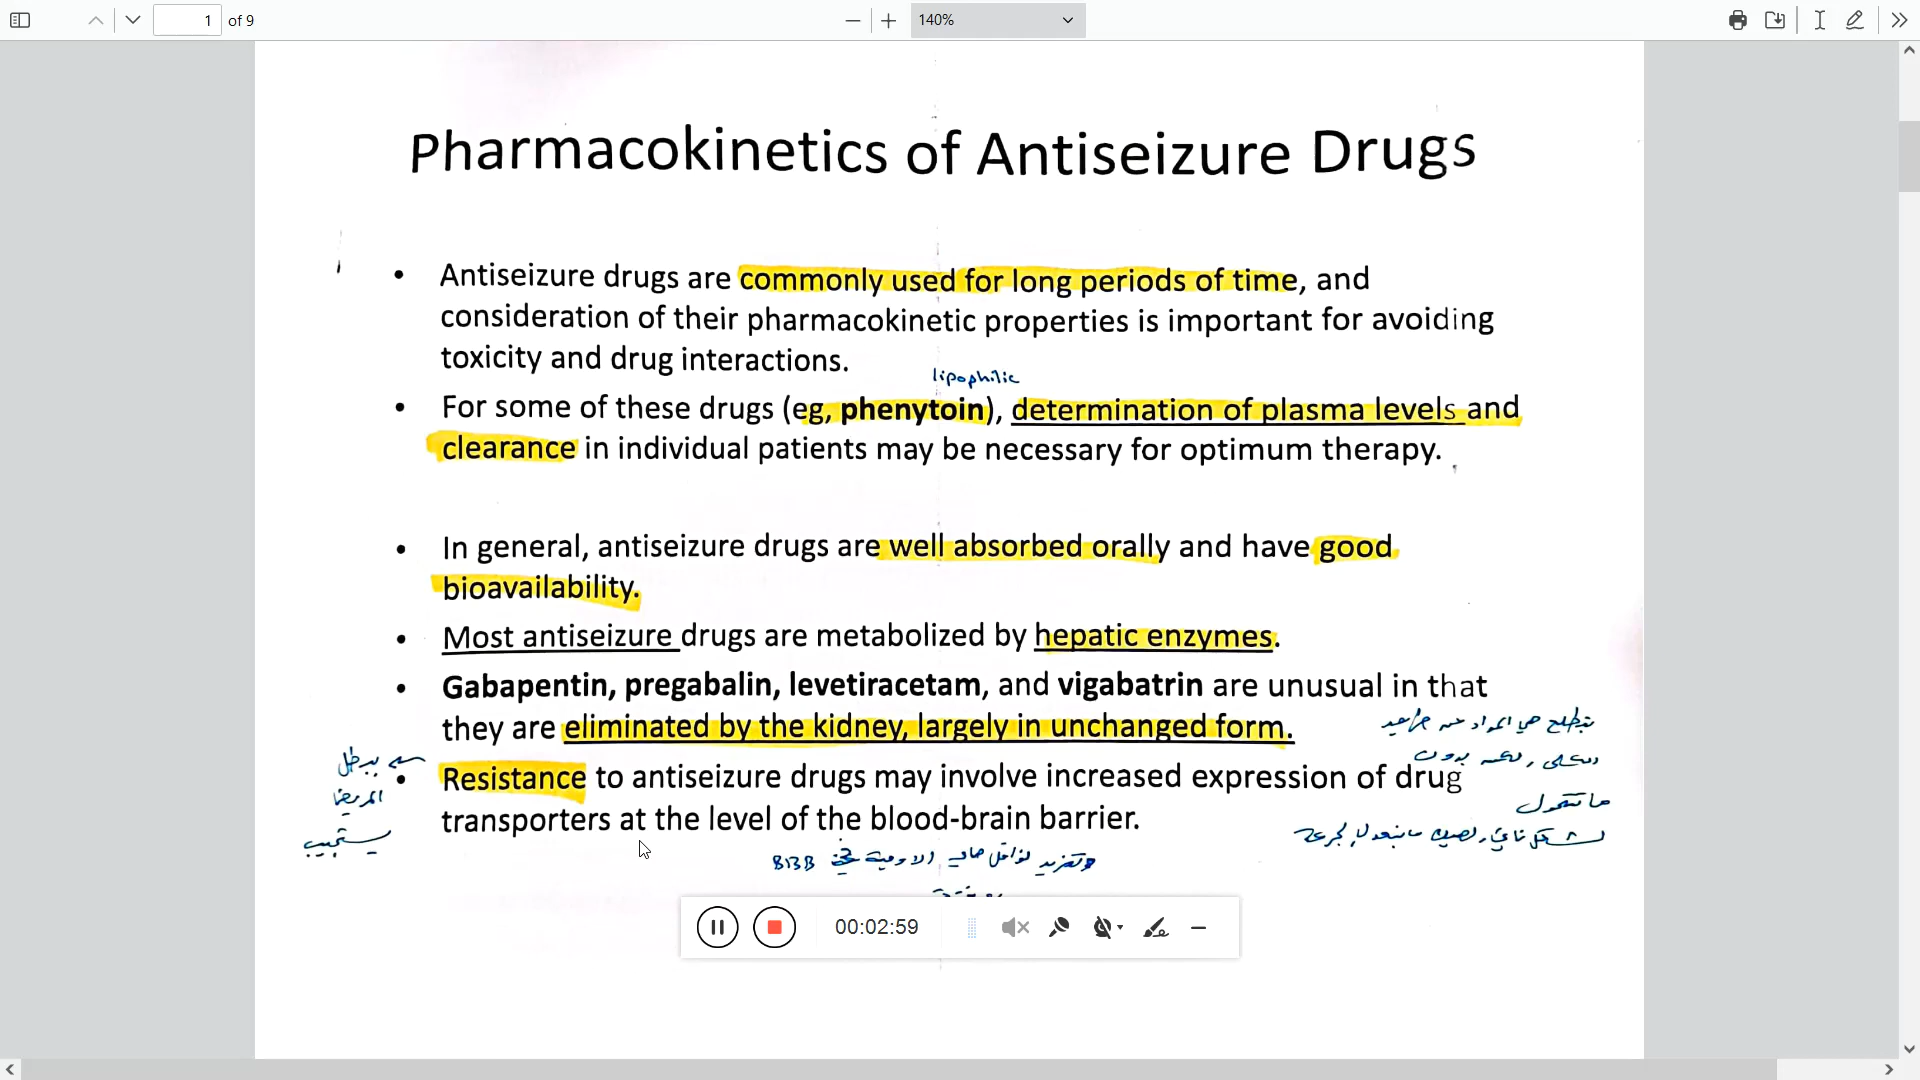 1 of 9
140%
Pharmacokinetics of Antiseizure Drugs
• Antiseizure drugs are commonly used for long periods of time, and
consideration of their pharmacokinetic properties is important for avoiding
toxicity and drug interactions.
lipophilic
• For some of these drugs (eg, phenytoin), determination of plasma levels and
clearance in individual patients may be necessary for optimum therapy.
• In general, antiseizure drugs are well absorbed orally and have good
bioavailability.
• Most antiseizure drugs are metabolized by hepatic enzymes.
• Gabapentin, pregabalin, levetiracetam, and vigabatrin are unusual in that
they are eliminated by the kidney, largely in unchanged form.
بدون
ما تتحول
• Resistance to antiseizure drugs may involve increased expression of drug
transporters at the level of the blood-brain barrier.
المريض
يستجيب
BBB
00:02:59